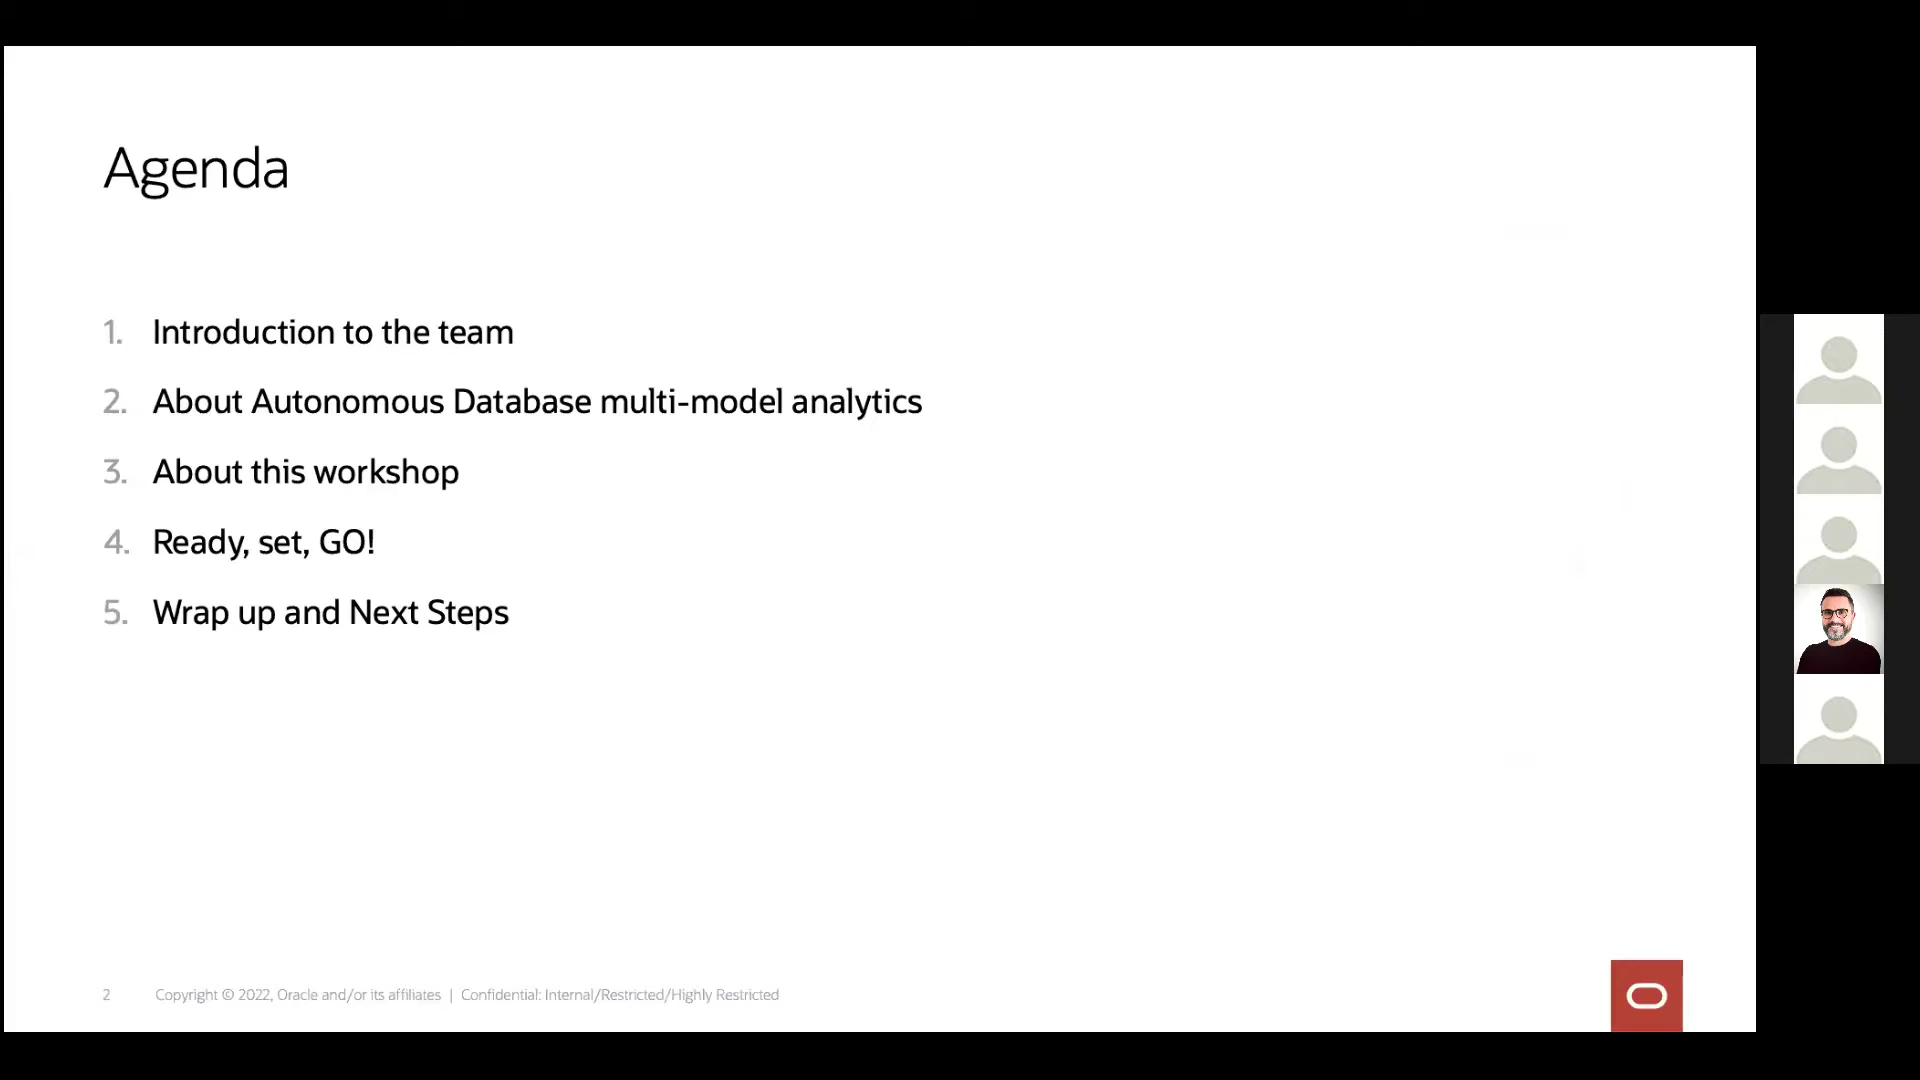 Agenda
1. Introduction to the team
2. About Autonomous Database multi-model analytics
3. About this workshop
4. Ready, set, GO!
5. Wrap up and Next Steps
2 Copyright © 2022, Oracle and/or its affiliates | Confidential: Internal/Restricted/Highly Restricted